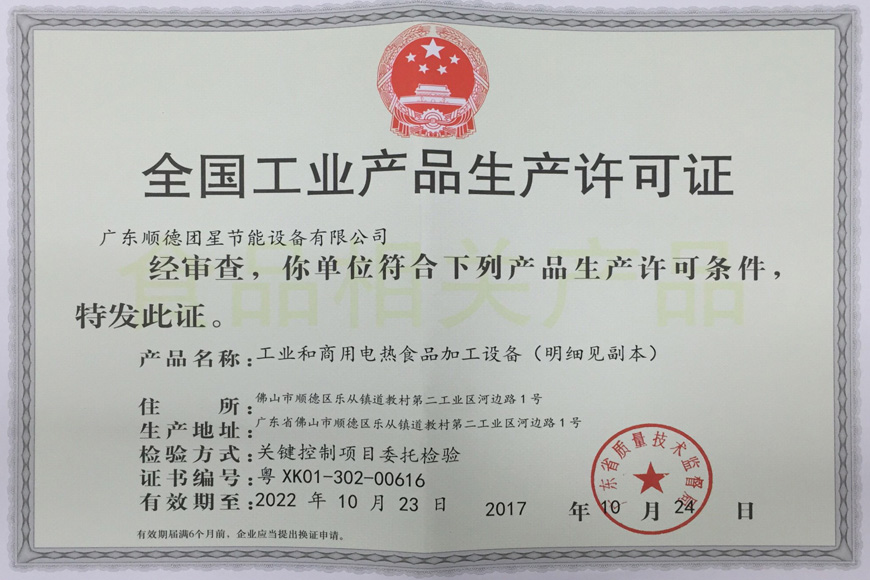 全国工业产品生产许可证
食品相关产品
广东顺德团星节能设备有限公司
经审查，你单位符合下列产品生产许可条件，
特发此证。
产品名称：工业和商用电热食品加工设备（明细见副本）
住 所：佛山市顺德区乐从镇道教村第二工业区河边路1号
生产地址：广东省佛山市顺德区乐从镇道教村第二工业区河边路1号
检验方式：关键控制项目委托检验
证书编号：粤 XK01-302-00616
有效期至：2022 年 10 月 23 日
2017 年 10 月 24 日
广东省质量技术监督局
有效期届满6个月前，企业应当提出换证申请。